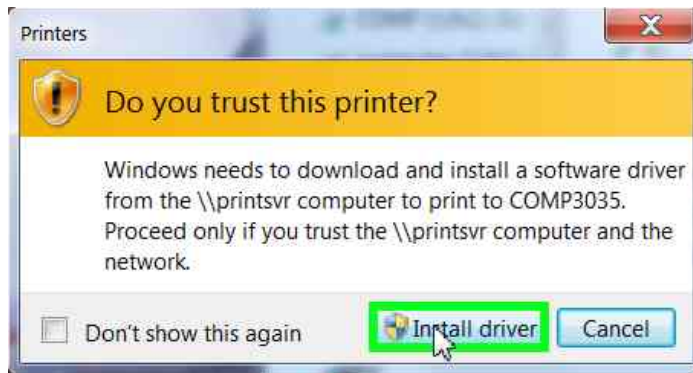 Printers
Do you trust this printer?
Windows needs to download and install a software driver
from the \\printsvr computer to print to COMP3035.
Proceed only if you trust the \\printsvr computer and the
network.
Don't show this again
Install driver
Cancel